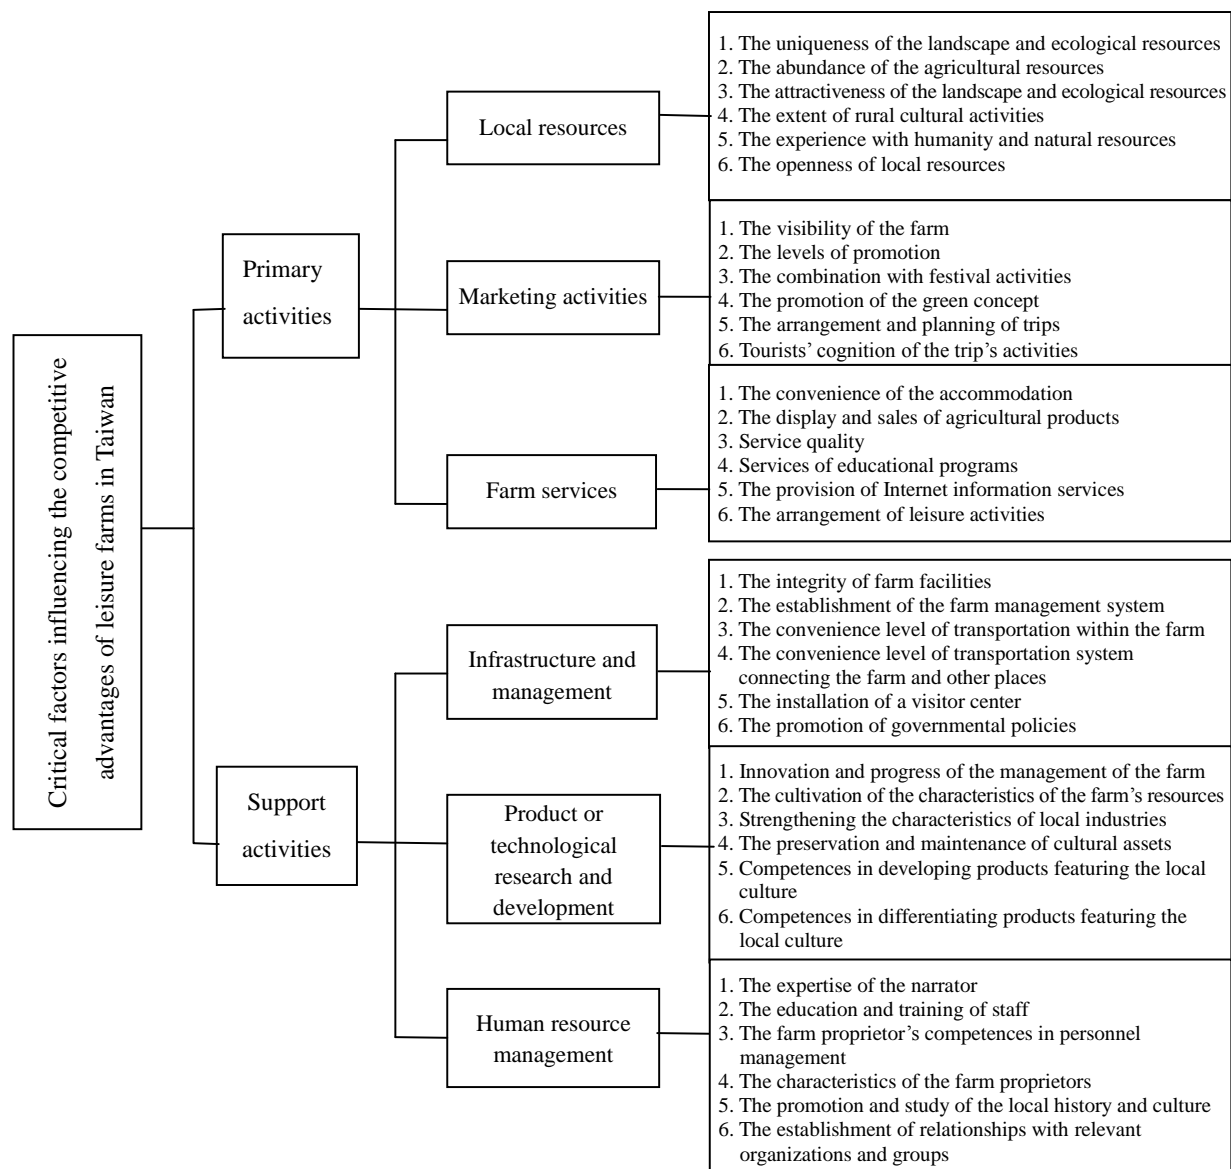 Critical factors influencing the competitive
advantages of leisure farms in Taiwan
Primary
activities
Local resources
1. The uniqueness of the landscape and ecological resources
2. The abundance of the agricultural resources
3. The attractiveness of the landscape and ecological resources
4. The extent of rural cultural activities
5. The experience with humanity and natural resources
6. The openness of local resources
Marketing activities
1. The visibility of the farm
2. The levels of promotion
3. The combination with festival activities
4. The promotion of the green concept
5. The arrangement and planning of trips
6. Tourists’ cognition of the trip’s activities
Farm services
1. The convenience of the accommodation
2. The display and sales of agricultural products
3. Service quality
4. Services of educational programs
5. The provision of Internet information services
6. The arrangement of leisure activities
Support
activities
Infrastructure and
management
1. The integrity of farm facilities
2. The establishment of the farm management system
3. The convenience level of transportation within the farm
4. The convenience level of transportation system
connecting the farm and other places
5. The installation of a visitor center
6. The promotion of governmental policies
Product or
technological
research and
development
1. Innovation and progress of the management of the farm
2. The cultivation of the characteristics of the farm’s resources
3. Strengthening the characteristics of local industries
4. The preservation and maintenance of cultural assets
5. Competences in developing products featuring the local
culture
6. Competences in differentiating products featuring the
local culture
Human resource
management
1. The expertise of the narrator
2. The education and training of staff
3. The farm proprietor’s competences in personnel
management
4. The characteristics of the farm proprietors
5. The promotion and study of the local history and culture
6. The establishment of relationships with relevant
organizations and groups